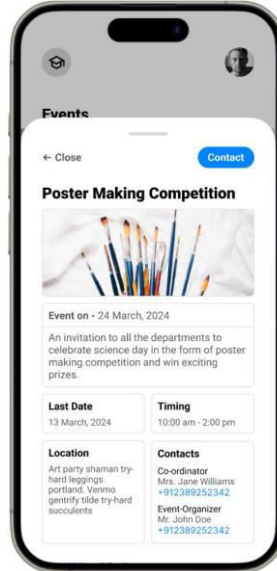 Events
← Close
Contact
Poster Making Competition
Event on - 24 March, 2024
An invitation to all the departments to
celebrate science day in the form of poster
making competition and win exciting
prizes.
Last Date
13 March, 2024
Timing
10:00 am - 2:00 pm
Location
Art party shaman try-
hard leggings
portland. Venmo
gentrify tilde try-hard
succulents
Contacts
Co-ordinator
Mrs. Jane Williams
+912389252342
Event-Organizer
Mr. John Doe
+912389252342